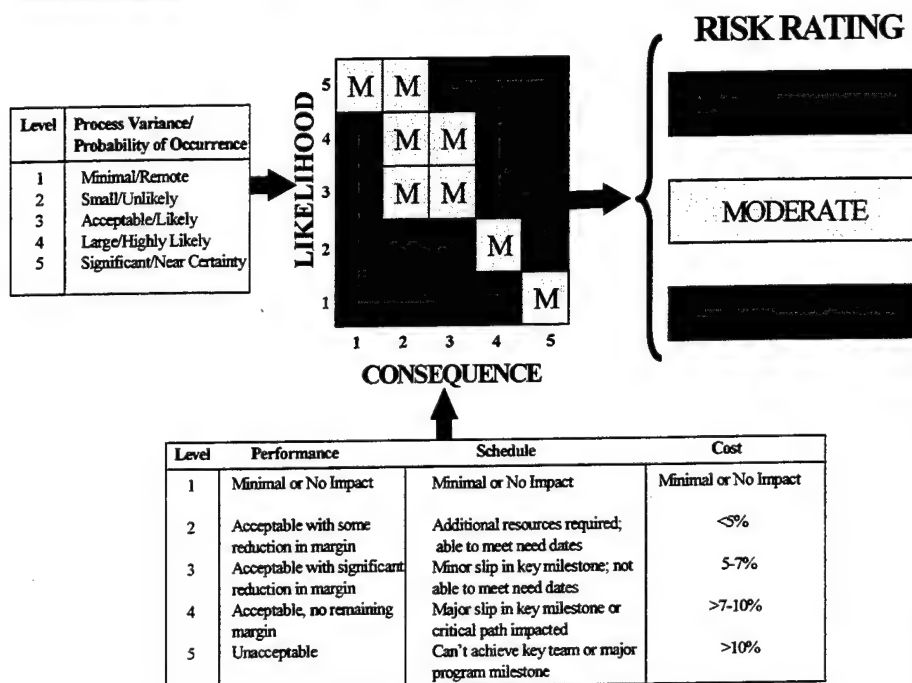 RISK RATING
LIKELIHOOD
5 M M
4 M M
3 M M
2 M
1 M
1 2 3 4 5
CONSEQUENCE
MODERATE
Level Process Variance/
Probability of Occurrence
1 Minimal/Remote
2 Small/Unlikely
3 Acceptable/Likely
4 Large/Highly Likely
5 Significant/Near Certainty
Level Performance Schedule Cost
1 Minimal or No Impact Minimal or No Impact Minimal or No Impact
2 Acceptable with some Additional resources required; <5%
reduction in margin able to meet need dates
3 Acceptable with significant Minor slip in key milestone; not 5-7%
reduction in margin able to meet need dates
4 Acceptable, no remaining Major slip in key milestone or >7-10%
margin critical path impacted
5 Unacceptable Can't achieve key team or major >10%
program milestone